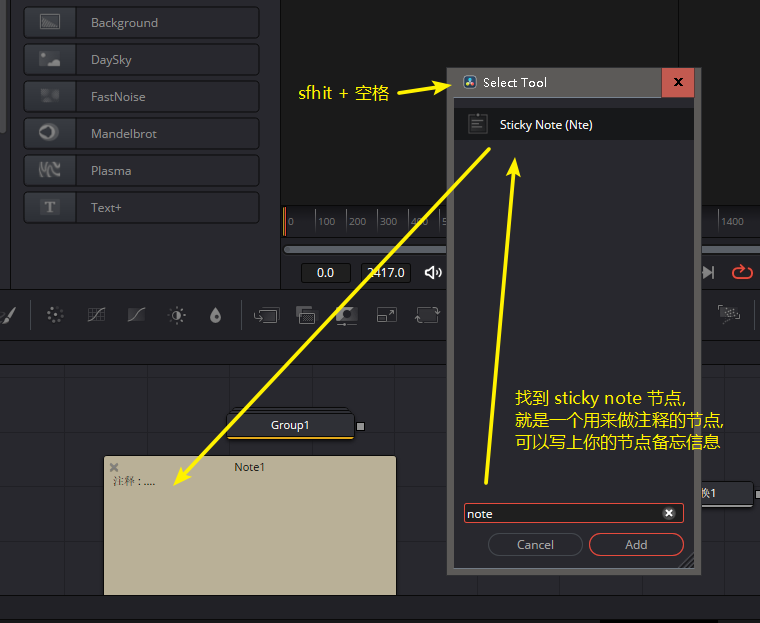 Background
DaySky
FastNoise
Mandelbrot
Plasma
Text+
sfhit + 空格
Select Tool
Sticky Note (Nte)
0
100
200
300
1400
0.0
2417.0
找到 sticky note 节点,
就是一个用来做注释的节点,
可以写上你的节点备忘信息
Group1
Note1
注释 : ....
换1
note
Cancel
Add